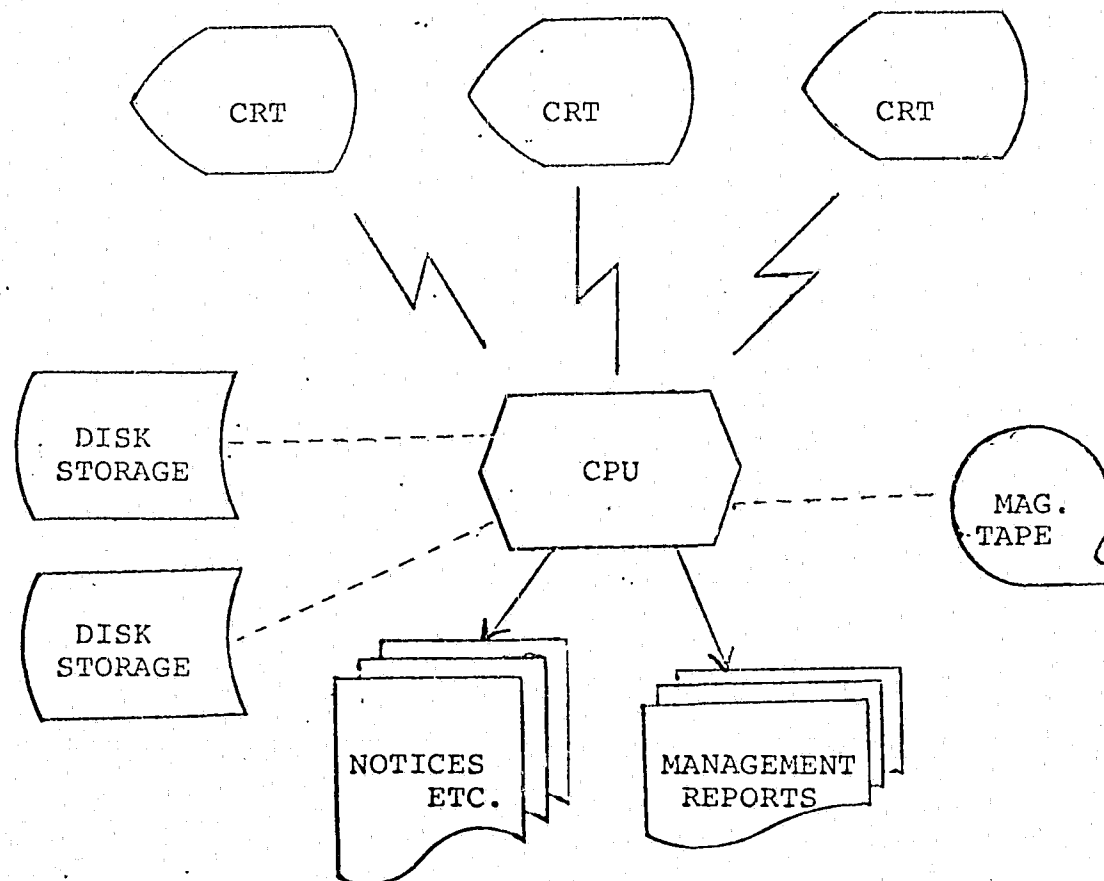 CRT
CRT
CRT
DISK
STORAGE
CPU
MAG.
TAPE
DISK
STORAGE
NOTICES
ETC.
MANAGEMENT
REPORTS